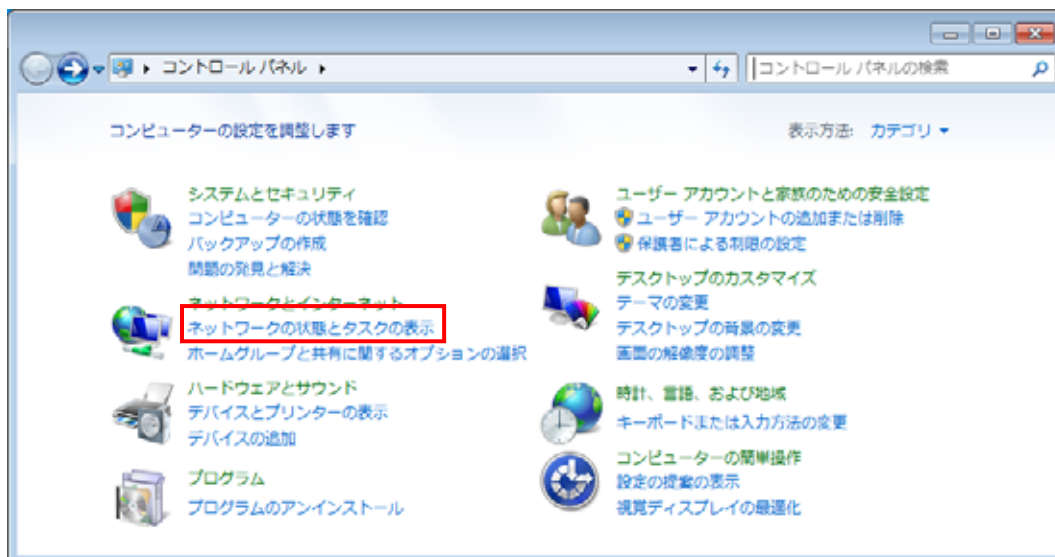 コントロール パネル
コントロール パネルの検索
コンピューターの設定を調整します
表示方法: カテゴリ
システムとセキュリティ
コンピューターの状態を確認
バックアップの作成
問題の発見と解決
ネットワークとインターネット
ネットワークの状態とタスクの表示
ホームグループと共有に関するオプションの選択
ハードウェアとサウンド
デバイスとプリンターの表示
デバイスの追加
プログラム
プログラムのアンインストール
ユーザー アカウントと家族のための安全設定
ユーザー アカウントの追加または削除
保護者による制限の設定
デスクトップのカスタマイズ
テーマの変更
デスクトップの背景の変更
画面の解像度の調整
時計、言語、および地域
キーボードまたは入力方法の変更
コンピューターの簡単操作
設定の提案の表示
視覚ディスプレイの最適化